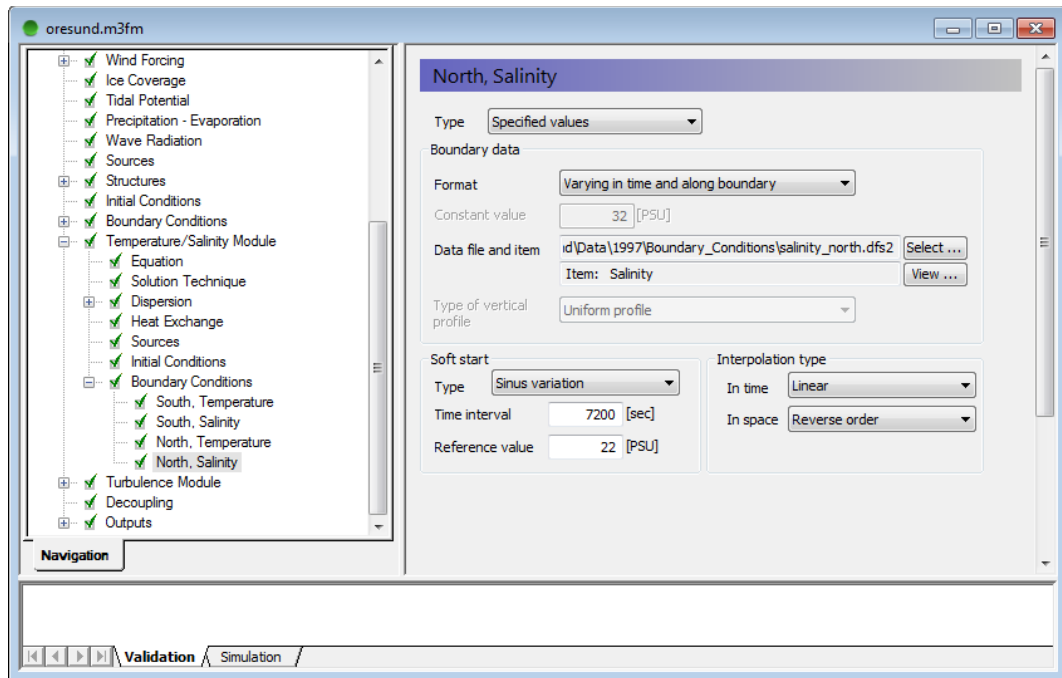 oresund.m3fm
Wind Forcing
Ice Coverage
Tidal Potential
Precipitation - Evaporation
Wave Radiation
Sources
Structures
Initial Conditions
Boundary Conditions
Temperature/Salinity Module
Equation
Solution Technique
Dispersion
Heat Exchange
Sources
Initial Conditions
Boundary Conditions
South, Temperature
South, Salinity
North, Temperature
North, Salinity
Turbulence Module
Decoupling
Outputs
Navigation
North, Salinity
Type Specified values
Boundary data
Format Varying in time and along boundary
Constant value 32 [PSU]
Data file and item ıd\Data\1997\Boundary_Conditions\salinity_north.dfs2 Select ...
Item: Salinity View ...
Type of vertical
profile Uniform profile
Soft start
Type Sinus variation
Time interval 7200 [sec]
Reference value 22 [PSU]
Interpolation type
In time Linear
In space Reverse order
Validation Simulation